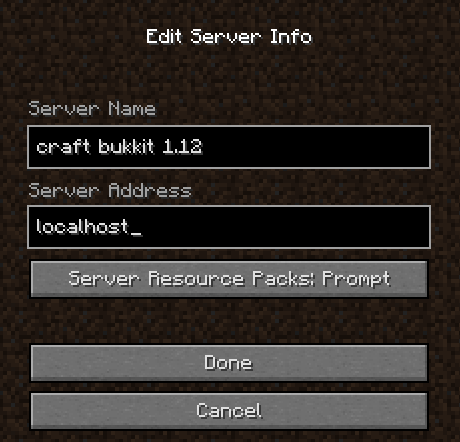 Edit Server Info
Server Name
craft bukkit 1.12
Server Address
localhost_
Server Resource Packs: Prompt
Done
Cancel